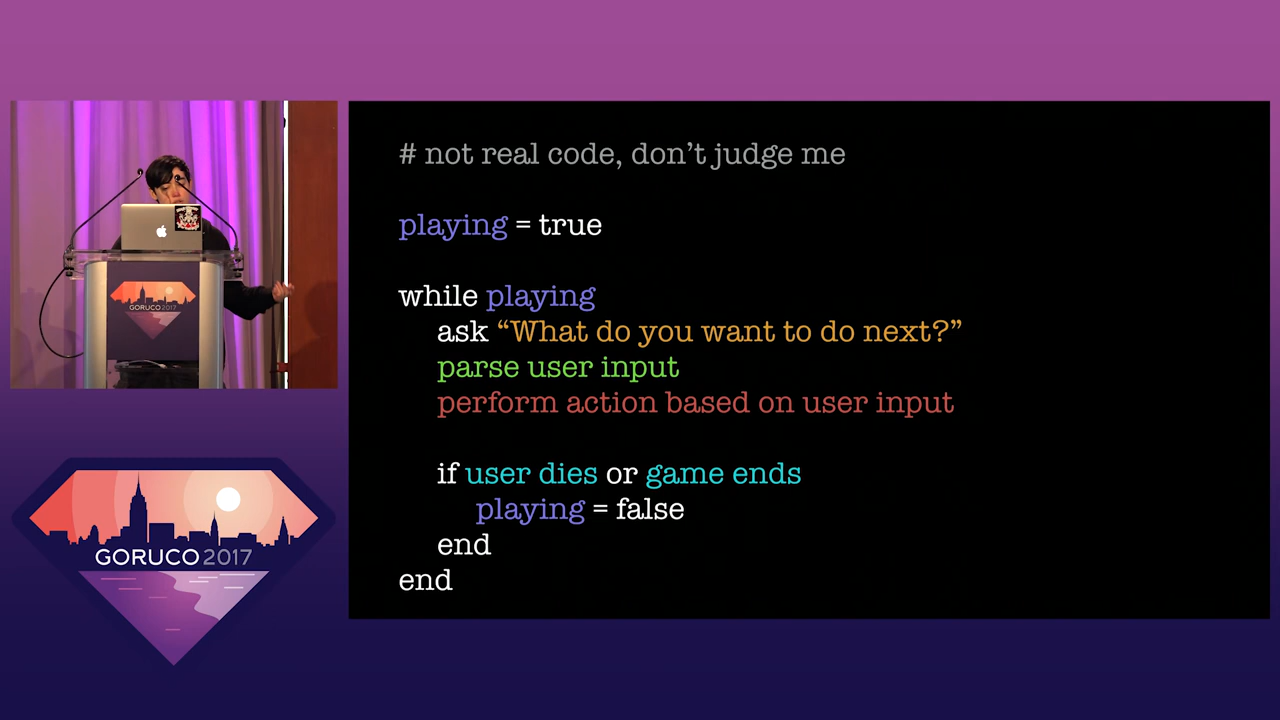 # not real code, don’t judge me
playing = true
while playing
ask “What do you want to do next?”
parse user input
perform action based on user input
if user dies or game ends
playing = false
end
end
GORUCO 2017
GORUCO 2017